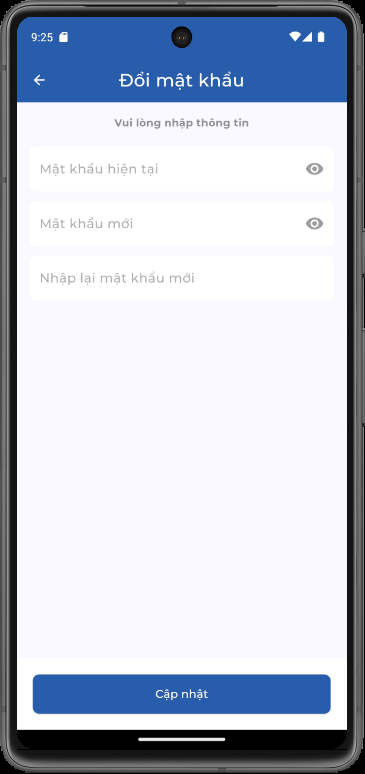 9:25
Đổi mật khẩu
Vui lòng nhập thông tin
Mật khẩu hiện tại
Mật khẩu mới
Nhập lại mật khẩu mới
Cập nhật